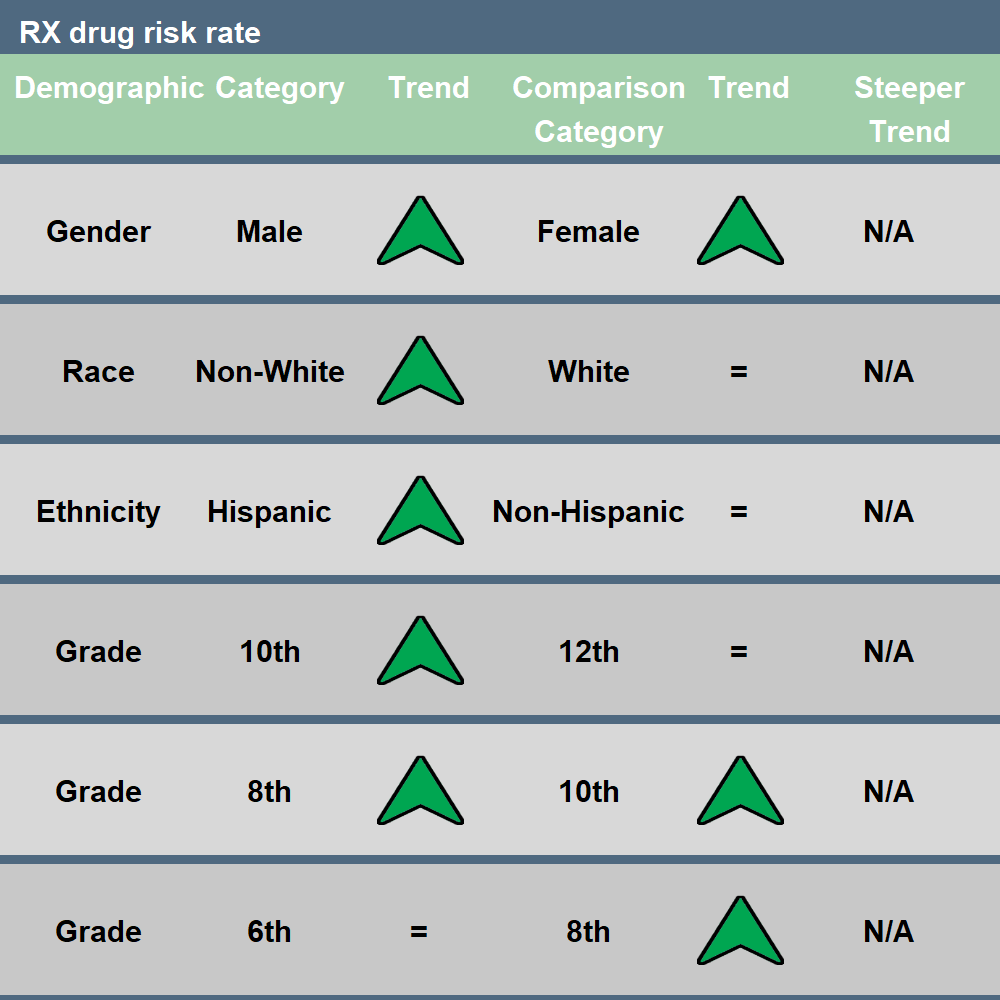 RX drug risk rate
Demographic Category Trend Comparison Category Trend Steeper Trend
Gender Male Female N/A
Race Non-White White = N/A
Ethnicity Hispanic Non-Hispanic = N/A
Grade 10th 12th = N/A
Grade 8th 10th N/A
Grade 6th = 8th N/A